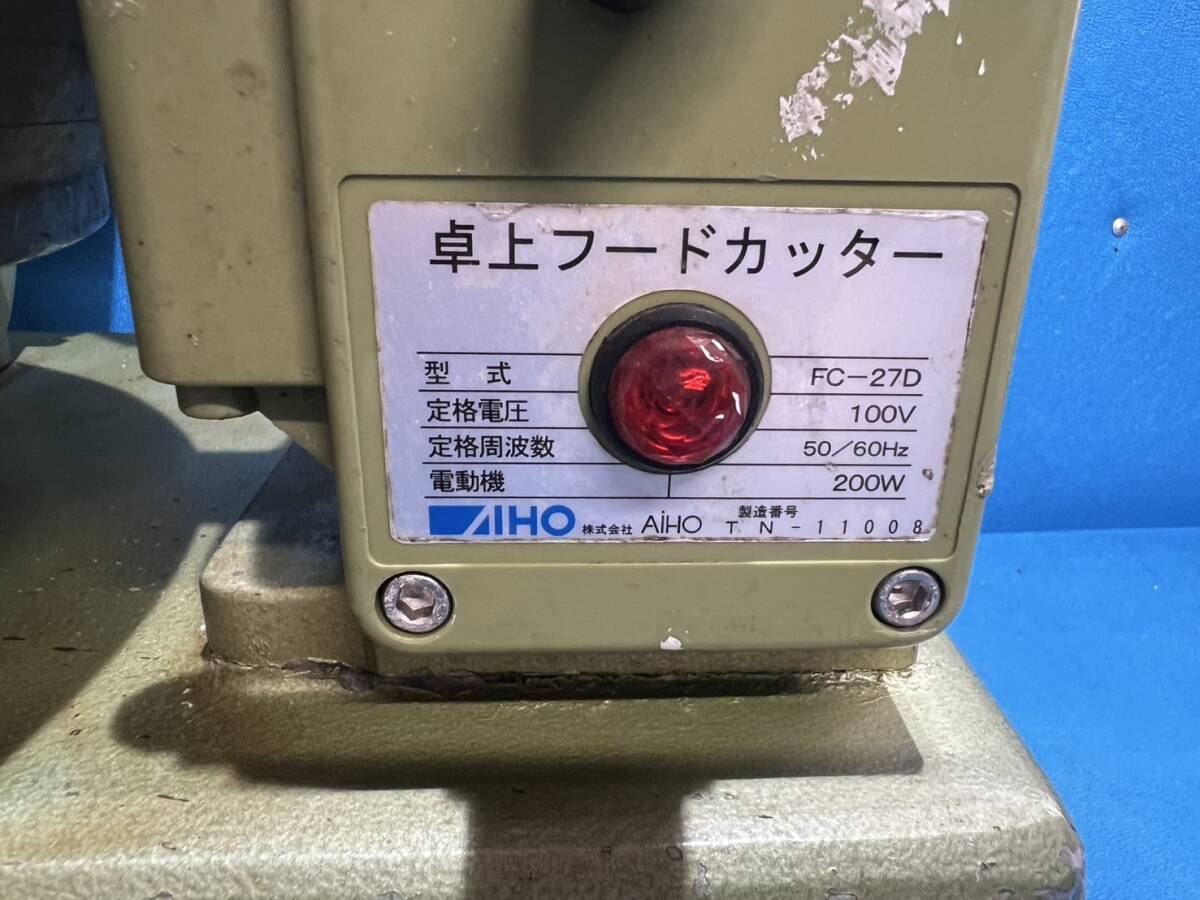 卓上フードカッター
型 式 FC-27D
定格電圧 100V
定格周波数 50/60Hz
電動機 200W
AIHO 株式会社 AiHO 製造番号 TN-11008